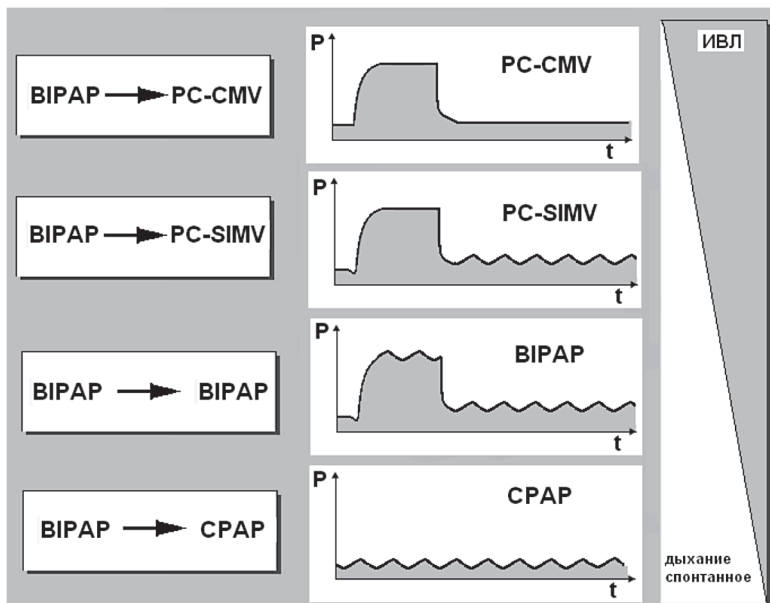 ИВЛ
BIPAP PC-CMV
P
PC-CMV
t
BIPAP PC-SIMV
P
PC-SIMV
t
BIPAP BIPAP
P
BIPAP
t
BIPAP CPAP
P
CPAP
t
дыхание
спонтанное